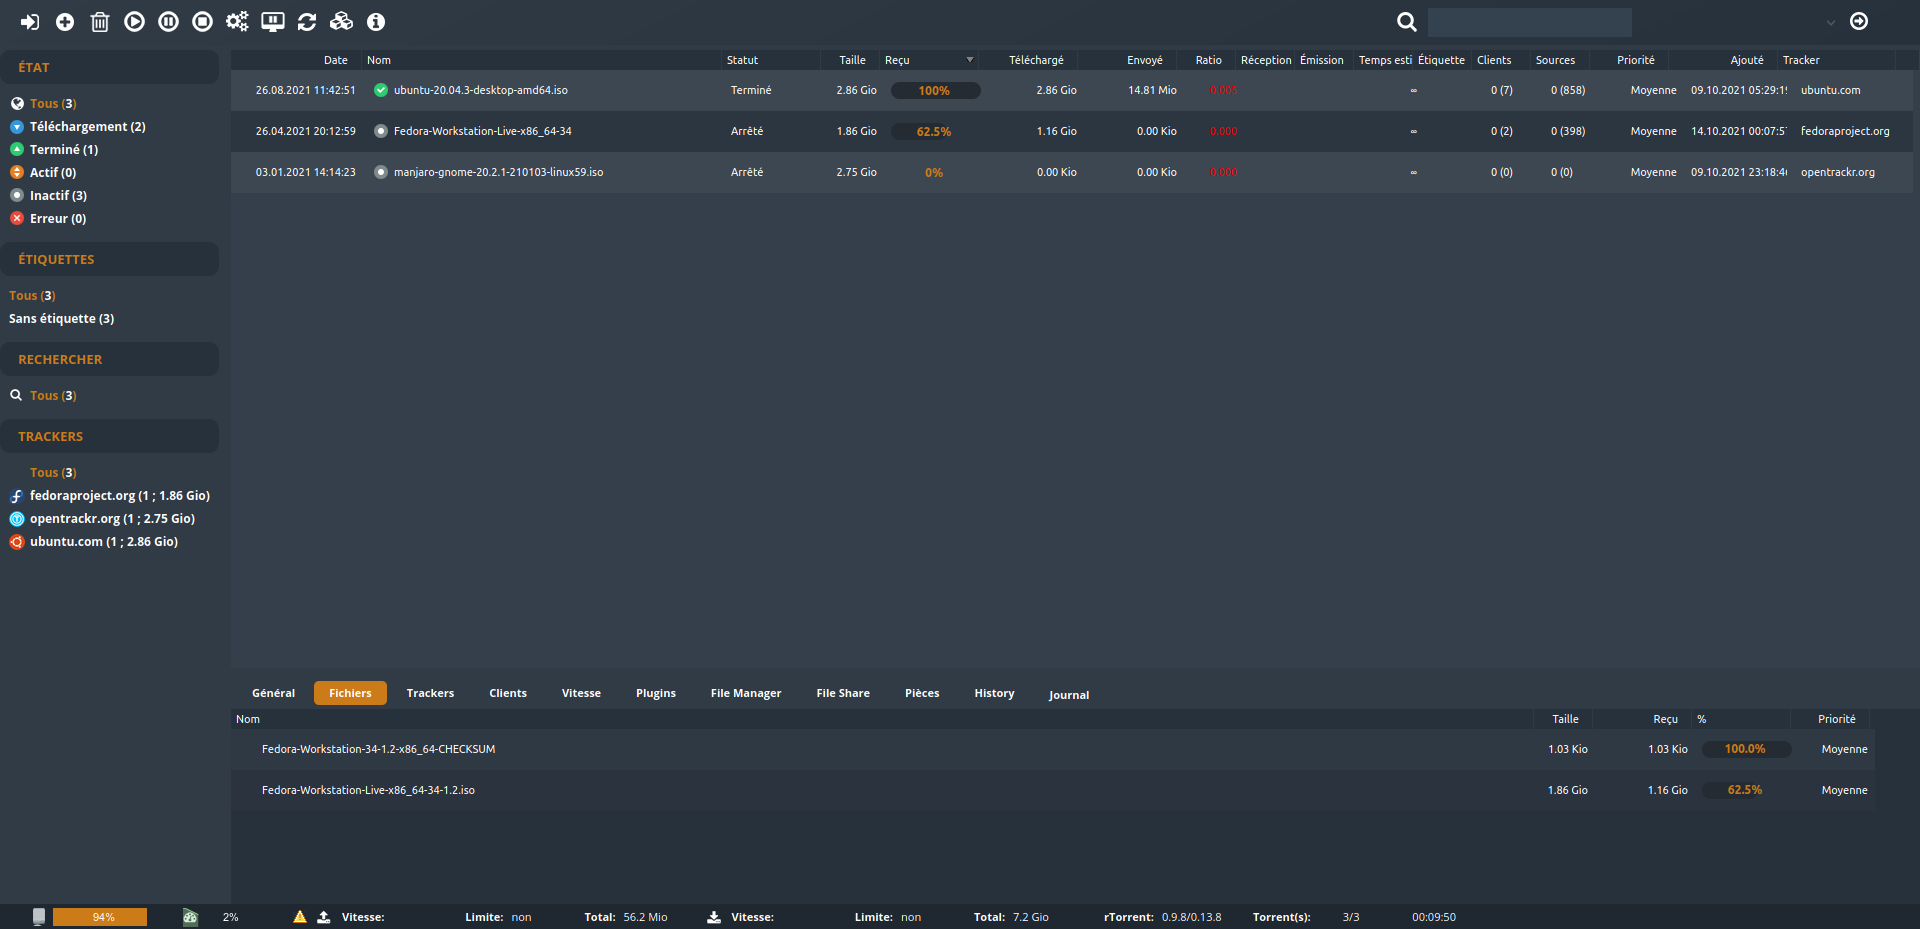 ÉTAT
Tous (3)
Téléchargement (2)
Terminé (1)
Actif (0)
Inactif (3)
Erreur (0)
ÉTIQUETTES
Tous (3)
Sans étiquette (3)
RECHERCHER
Tous (3)
TRACKERS
Tous (3)
fedoraproject.org (1 ; 1.86 Gio)
opentrackr.org (1 ; 2.75 Gio)
ubuntu.com (1 ; 2.86 Gio)
Date Nom Statut Taille Reçu Téléchargé Envoyé Ratio Réception Émission Temps esti Étiquette Clients Sources Priorité Ajouté Tracker
26.08.2021 11:42:51 ubuntu-20.04.3-desktop-amd64.iso Terminé 2.86 Gio 100% 2.86 Gio 14.81 Mio 0.005 ∞ 0 (7) 0 (858) Moyenne 09.10.2021 05:29:1 ubuntu.com
26.04.2021 20:12:59 Fedora-Workstation-Live-x86_64-34 Arrêté 1.86 Gio 62.5% 1.16 Gio 0.00 Kio 0.000 ∞ 0 (2) 0 (398) Moyenne 14.10.2021 00:07:5 fedoraproject.org
03.01.2021 14:14:23 manjaro-gnome-20.2.1-210103-linux59.iso Arrêté 2.75 Gio 0% 0.00 Kio 0.00 Kio 0.000 ∞ 0 (0) 0 (0) Moyenne 09.10.2021 23:18:4 opentrackr.org
Général Fichiers Trackers Clients Vitesse Plugins File Manager File Share Pièces History Journal
Nom Taille Reçu % Priorité
Fedora-Workstation-34-1.2-x86_64-CHECKSUM 1.03 Kio 1.03 Kio 100.0% Moyenne
Fedora-Workstation-Live-x86_64-34-1.2.iso 1.86 Gio 1.16 Gio 62.5% Moyenne
94% 2% Vitesse: Limite: non Total: 56.2 Mio Vitesse: Limite: non Total: 7.2 Gio rTorrent: 0.9.8/0.13.8 Torrent(s): 3/3 00:09:50